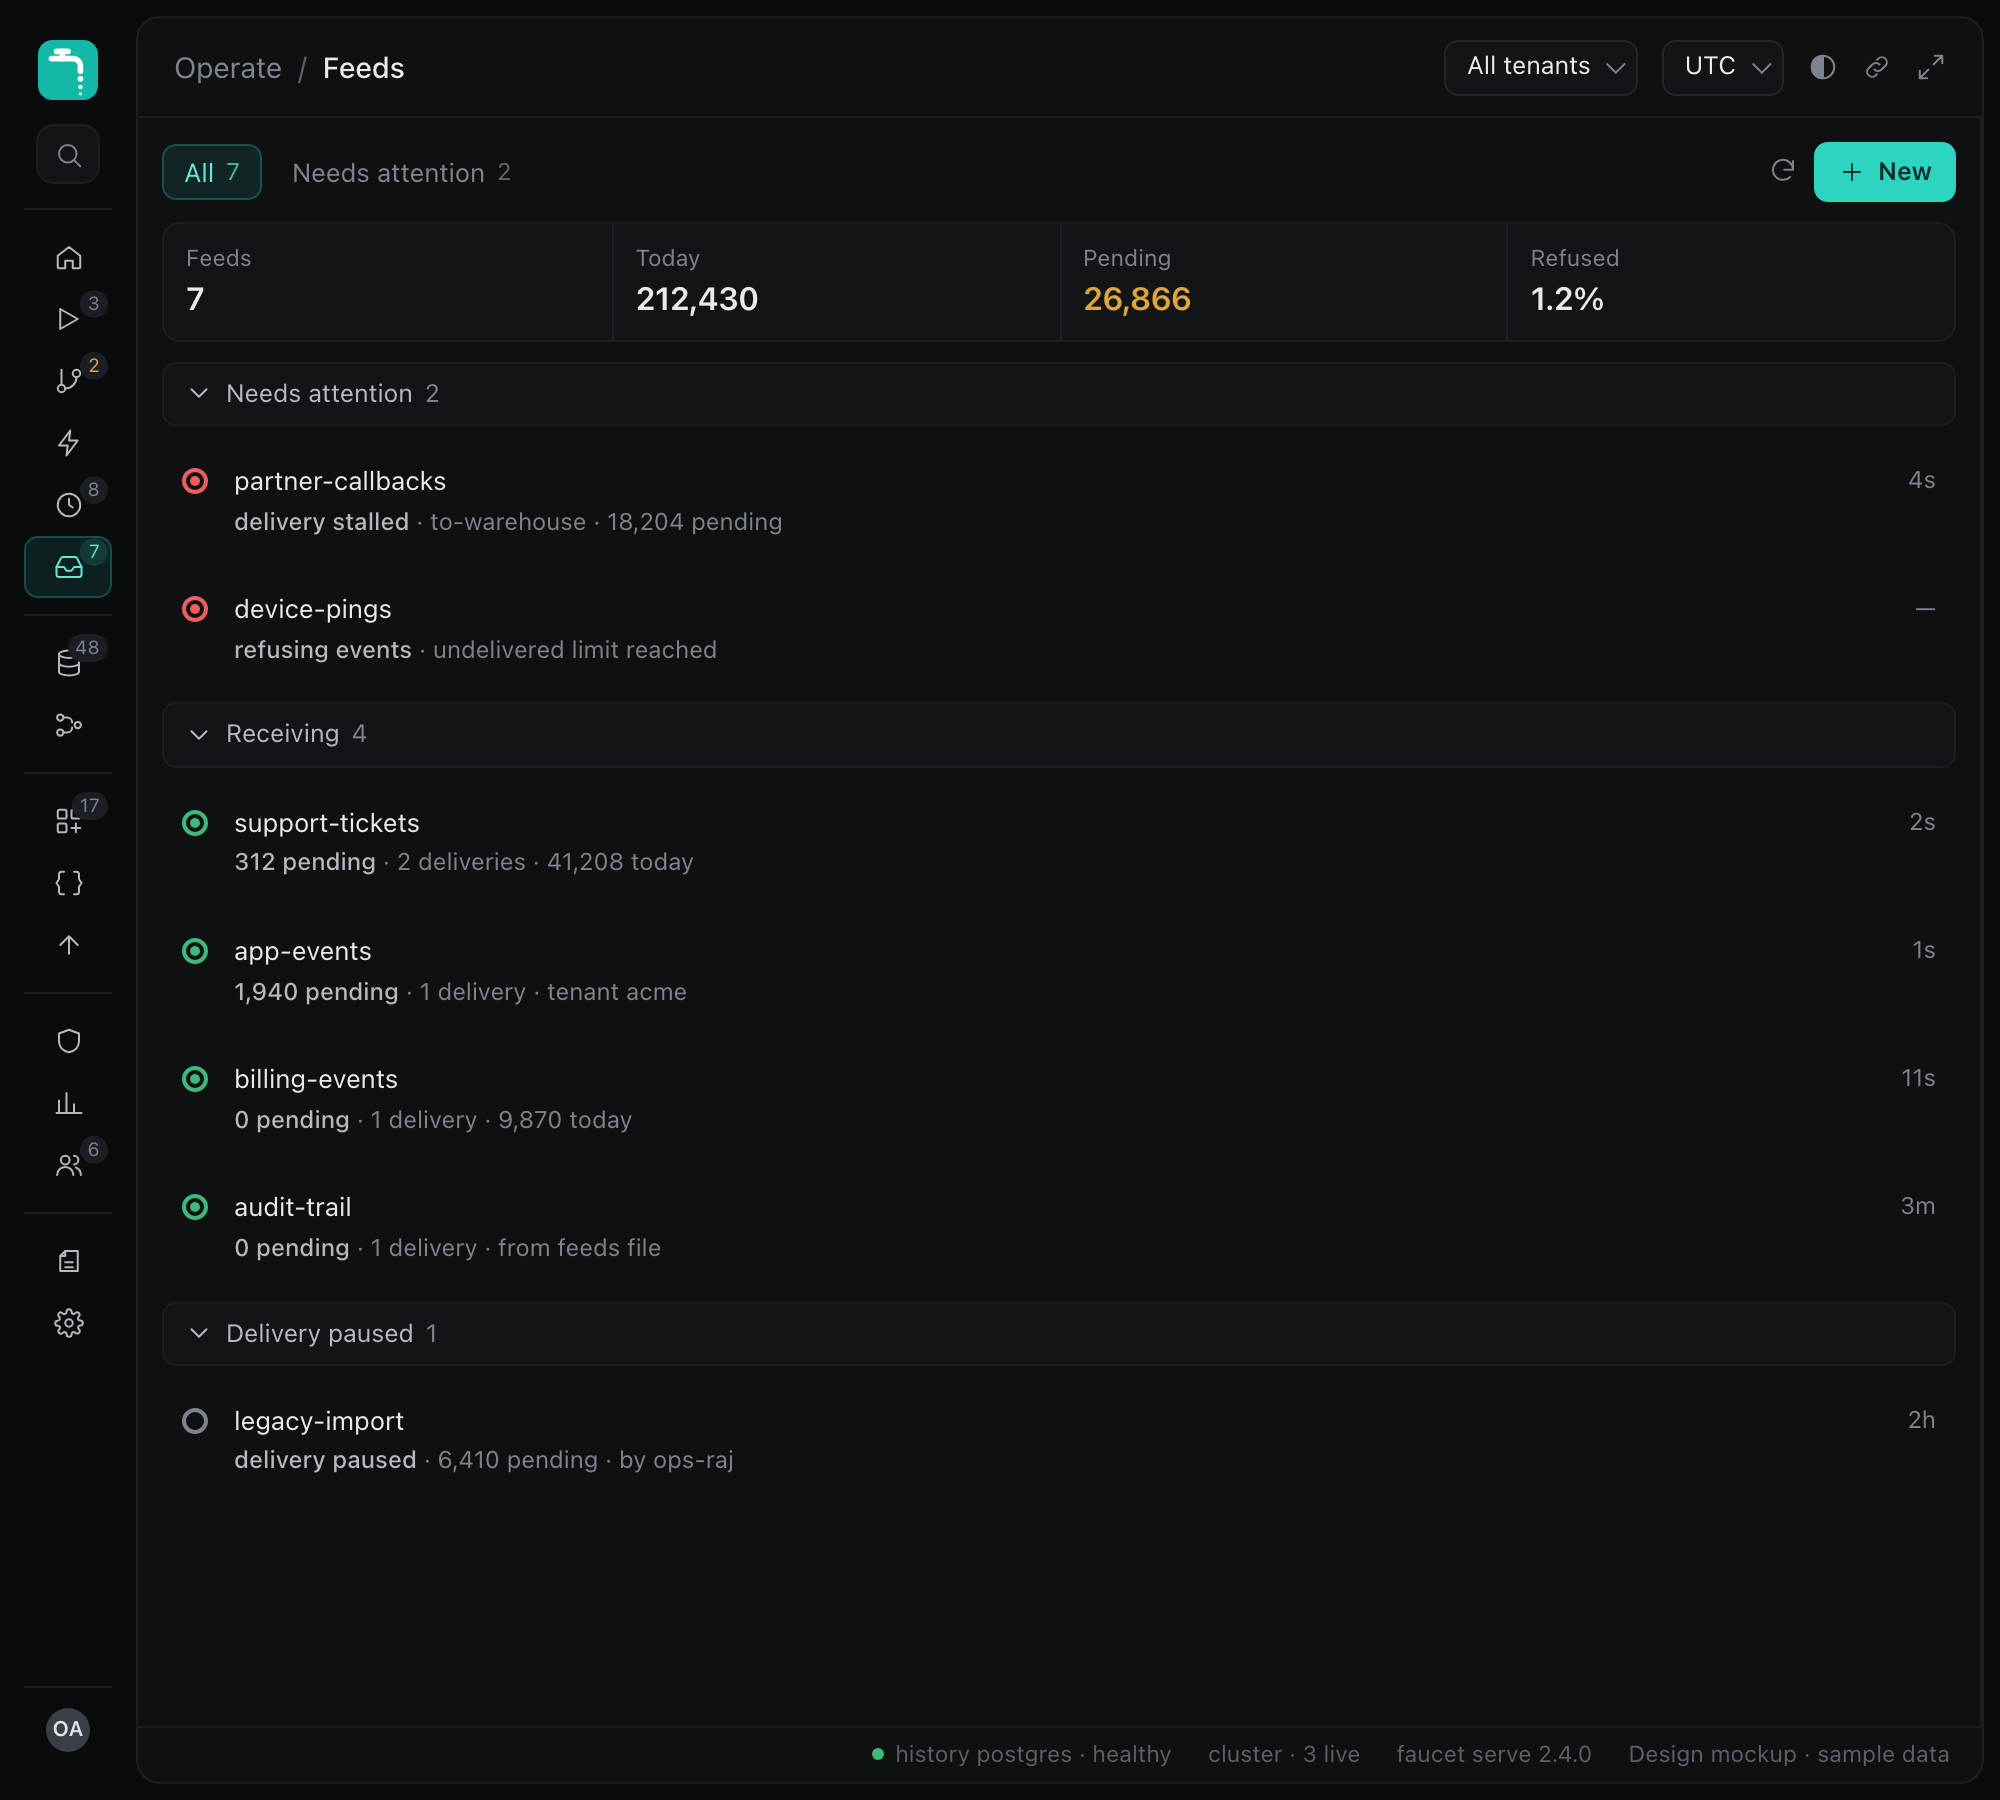 Operate / Feeds
All tenants
UTC
All 7
Needs attention 2
+ New
Feeds
7
Today
212,430
Pending
26,866
Refused
1.2%
3
2
8
7
48
17
6
Needs attention 2
partner-callbacks 4s
delivery stalled · to-warehouse · 18,204 pending
device-pings —
refusing events · undelivered limit reached
Receiving 4
support-tickets 2s
312 pending · 2 deliveries · 41,208 today
app-events 1s
1,940 pending · 1 delivery · tenant acme
billing-events 11s
0 pending · 1 delivery · 9,870 today
audit-trail 3m
0 pending · 1 delivery · from feeds file
Delivery paused 1
legacy-import 2h
delivery paused · 6,410 pending · by ops-raj
OA
history postgres · healthy cluster · 3 live faucet serve 2.4.0 Design mockup · sample data